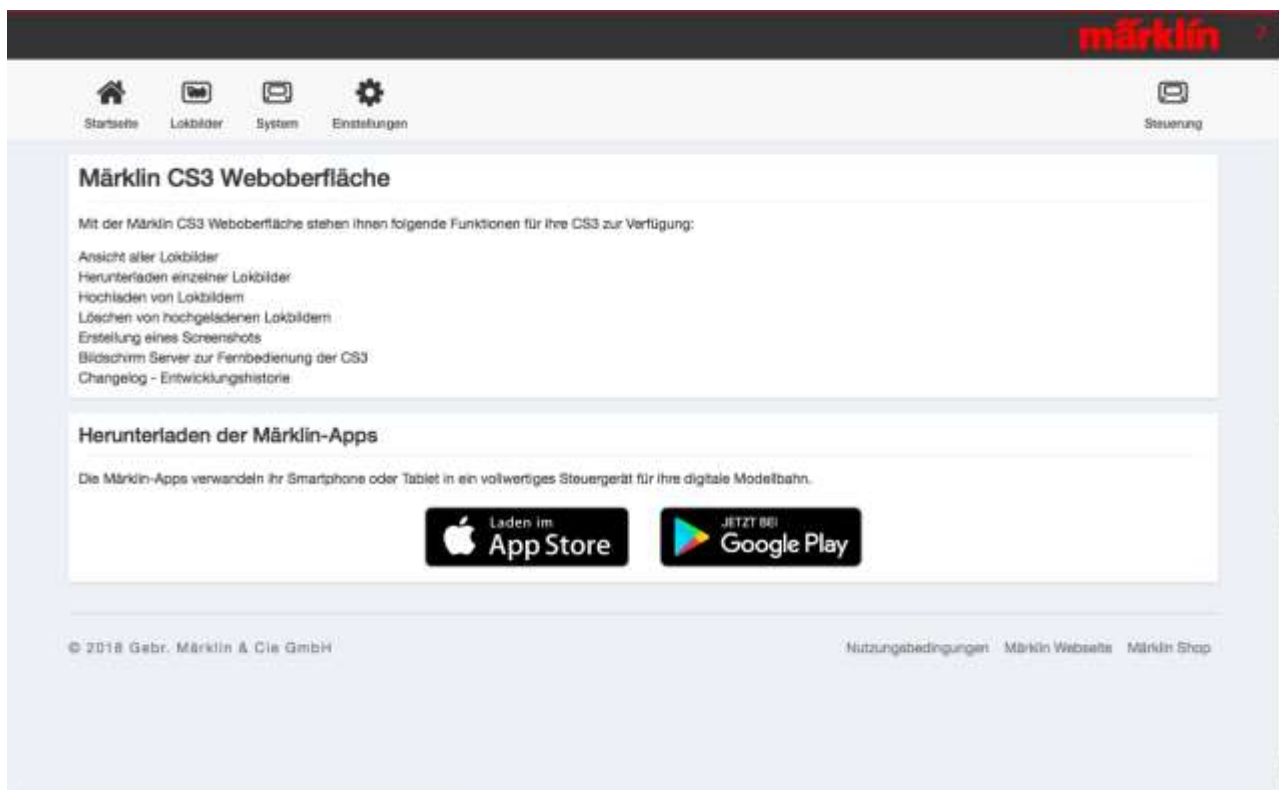 märklin
Startseite Lokbilder System Einstellungen Steuerung
Märklin CS3 Weboberfläche
Mit der Märklin CS3 Weboberfläche stehen Ihnen folgende Funktionen für Ihre CS3 zur Verfügung:
Ansicht aller Lokbilder
Herunterladen einzelner Lokbilder
Hochladen von Lokbildern
Löschen von hochgeladenen Lokbildern
Erstellung eines Screenshots
Bildschirm Server zur Fernbedienung der CS3
Changelog - Entwicklungshistorie
Herunterladen der Märklin-Apps
Die Märklin-Apps verwandeln Ihr Smartphone oder Tablet in ein vollwertiges Steuergerät für Ihre digitale Modellbahn.
Laden im
App Store
JETZT BEI
Google Play
© 2018 Gebr. Märklin & Cie GmbH
Nutzungsbedingungen Märklin Webseite Märklin Shop